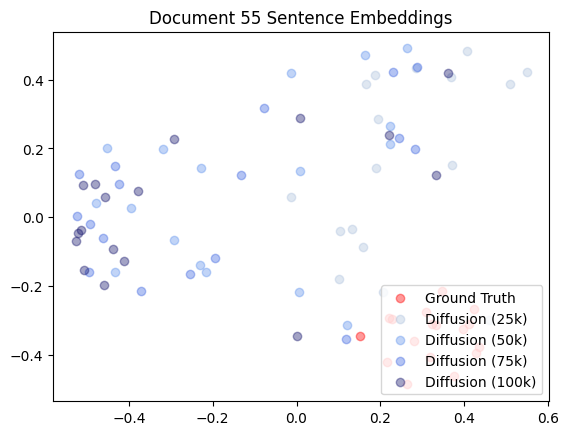 Document 55 Sentence Embeddings
0.4
0.2
0.0
−0.2
−0.4
Ground Truth
Diffusion (25k)
Diffusion (50k)
Diffusion (75k)
Diffusion (100k)
−0.4 −0.2 0.0 0.2 0.4 0.6